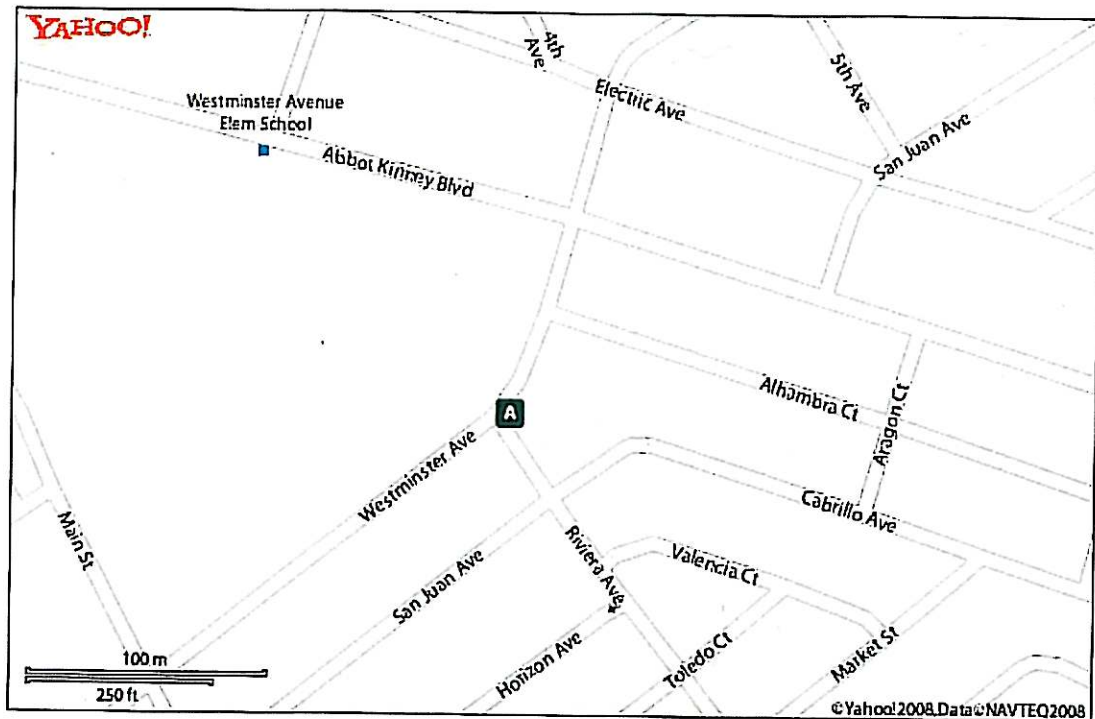 YAHOO!
4th
Ave
Electric Ave
5th Ave
San Juan Ave
Westminster Avenue
Elem School
Abbot Kinney Blvd
Alhambra Ct
Aragon Ct
A
Westminster Ave
Cabrillo Ave
Main St
San Juan Ave
Riviera Ave
Valencia Ct
Horizon Ave
Toledo Ct
Market St
100 m
250 ft
©Yahoo!2008,Data©NAVTEQ2008